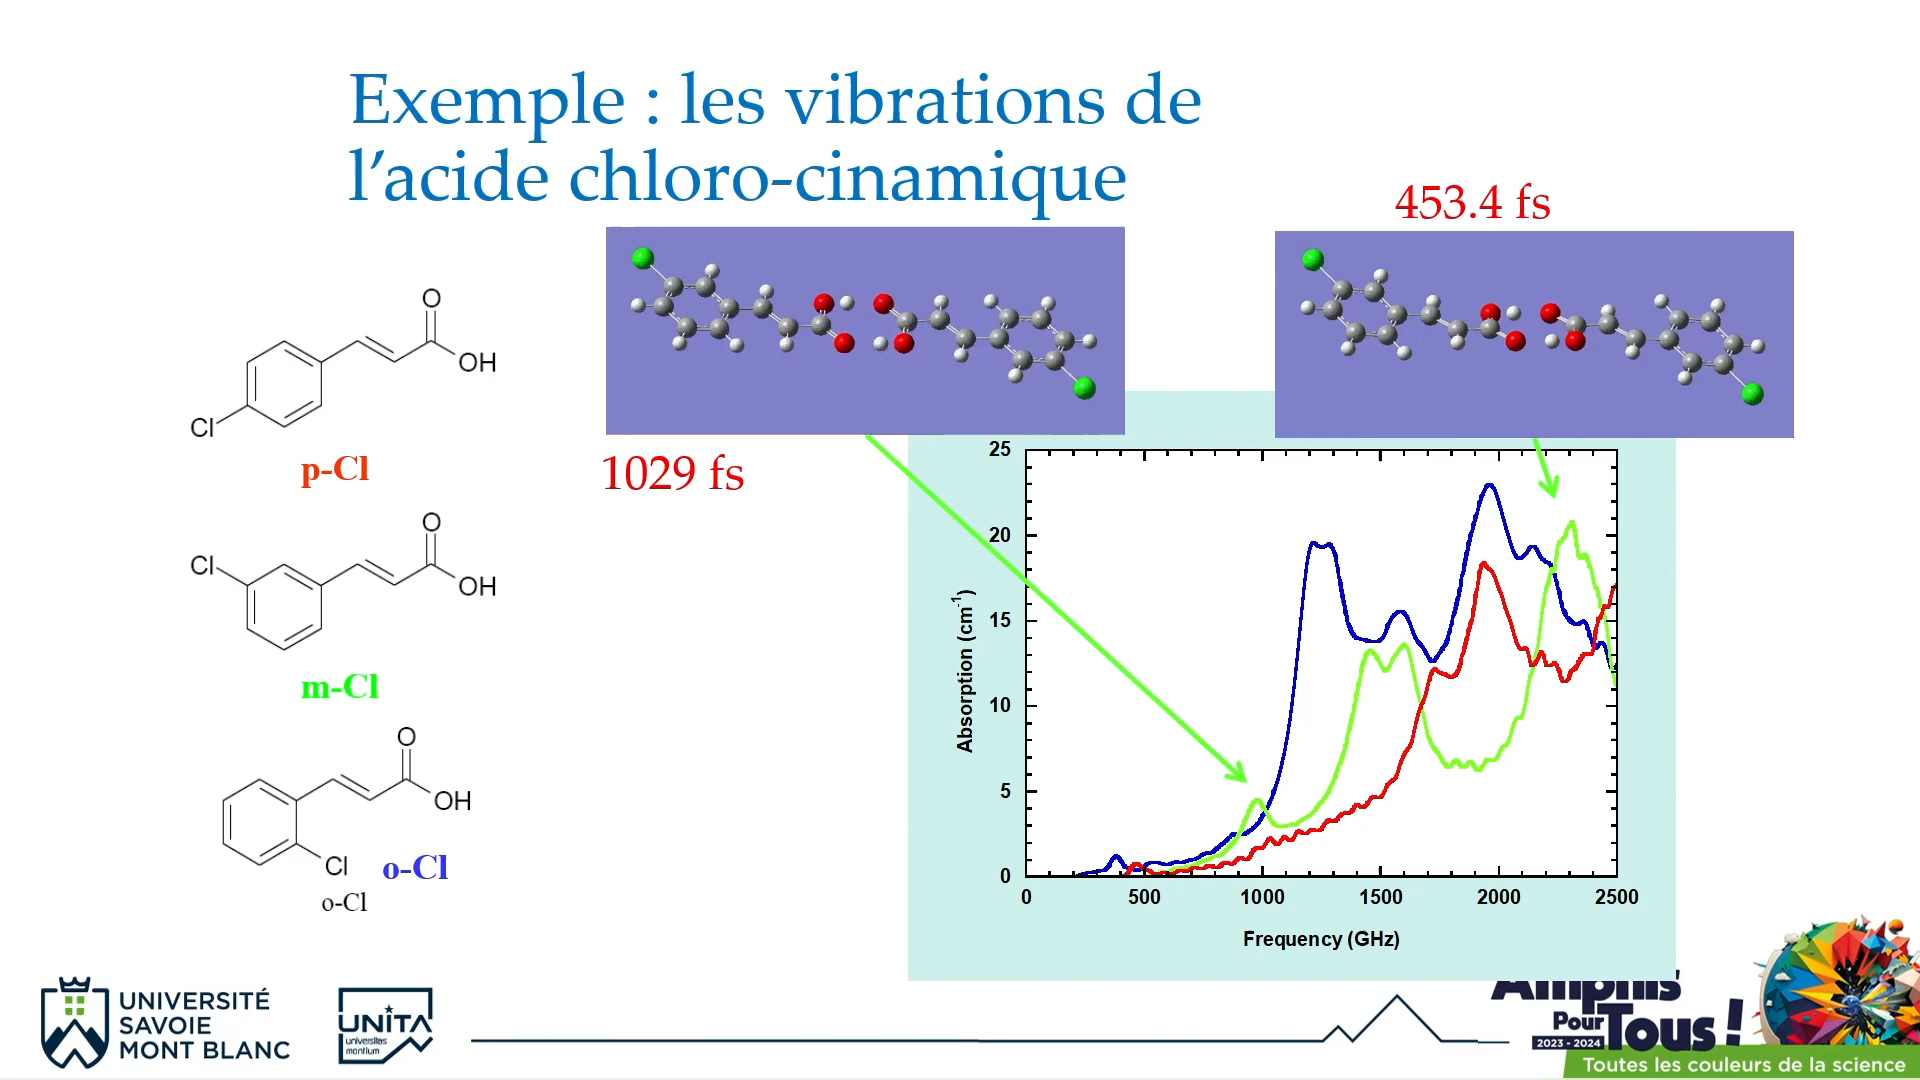 Exemple : les vibrations de
l’acide chloro-cinamique
453.4 fs
1029 fs
O
OH
Cl
p-Cl
O
Cl
OH
m-Cl
O
OH
Cl
o-Cl
o-Cl
25
20
15
10
5
0
Absorption (cm-1)
0 500 1000 1500 2000 2500
Frequency (GHz)
UNIVERSITÉ
SAVOIE
MONT BLANC
UNITA
universitas
montium
Amphis
Pour Tous !
2023 - 2024
Toutes les couleurs de la science